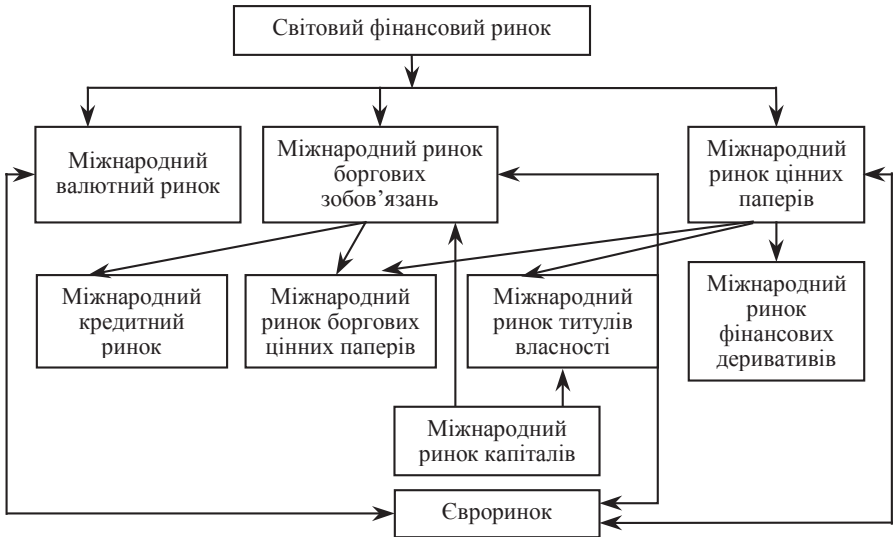 Світовий фінансовий ринок
Міжнародний
валютний ринок
Міжнародний ринок
боргових
зобов’язань
Міжнародний
ринок цінних
паперів
Міжнародний
кредитний
ринок
Міжнародний
ринок боргових
цінних паперів
Міжнародний
ринок титулів
власності
Міжнародний
ринок
фінансових
деривативів
Міжнародний
ринок капіталів
Євроринок